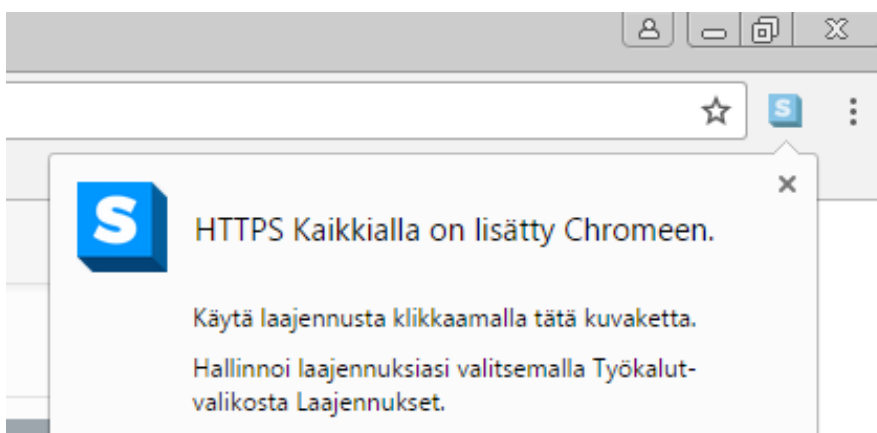 S
S
HTTPS Kaikkialla on lisätty Chromeen.
Käytä laajennusta klikkaamalla tätä kuvaketta.
Hallinnoi laajennuksiasi valitsemalla Työkalut-
valikosta Laajennukset.